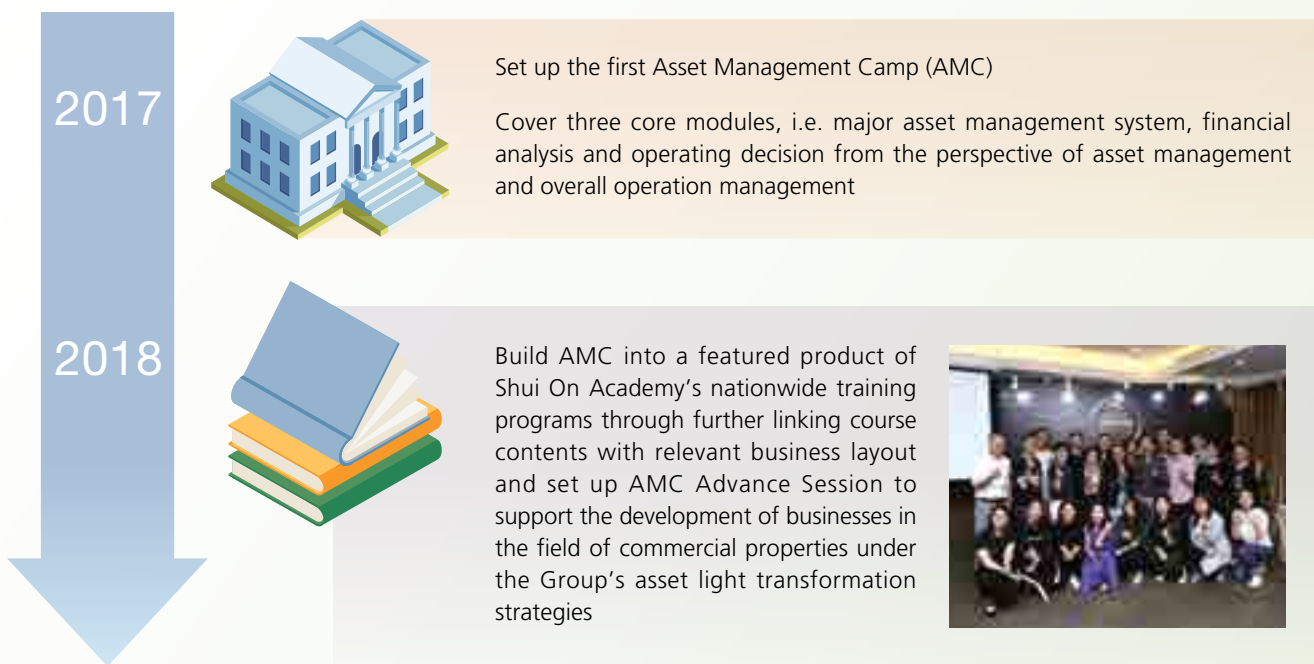 2017
Set up the first Asset Management Camp (AMC)
Cover three core modules, i.e. major asset management system, financial
analysis and operating decision from the perspective of asset management
and overall operation management
2018
Build AMC into a featured product of
Shui On Academy's nationwide training
programs through further linking course
contents with relevant business layout
and set up AMC Advance Session to
support the development of businesses in
the field of commercial properties under
the Group's asset light transformation
strategies